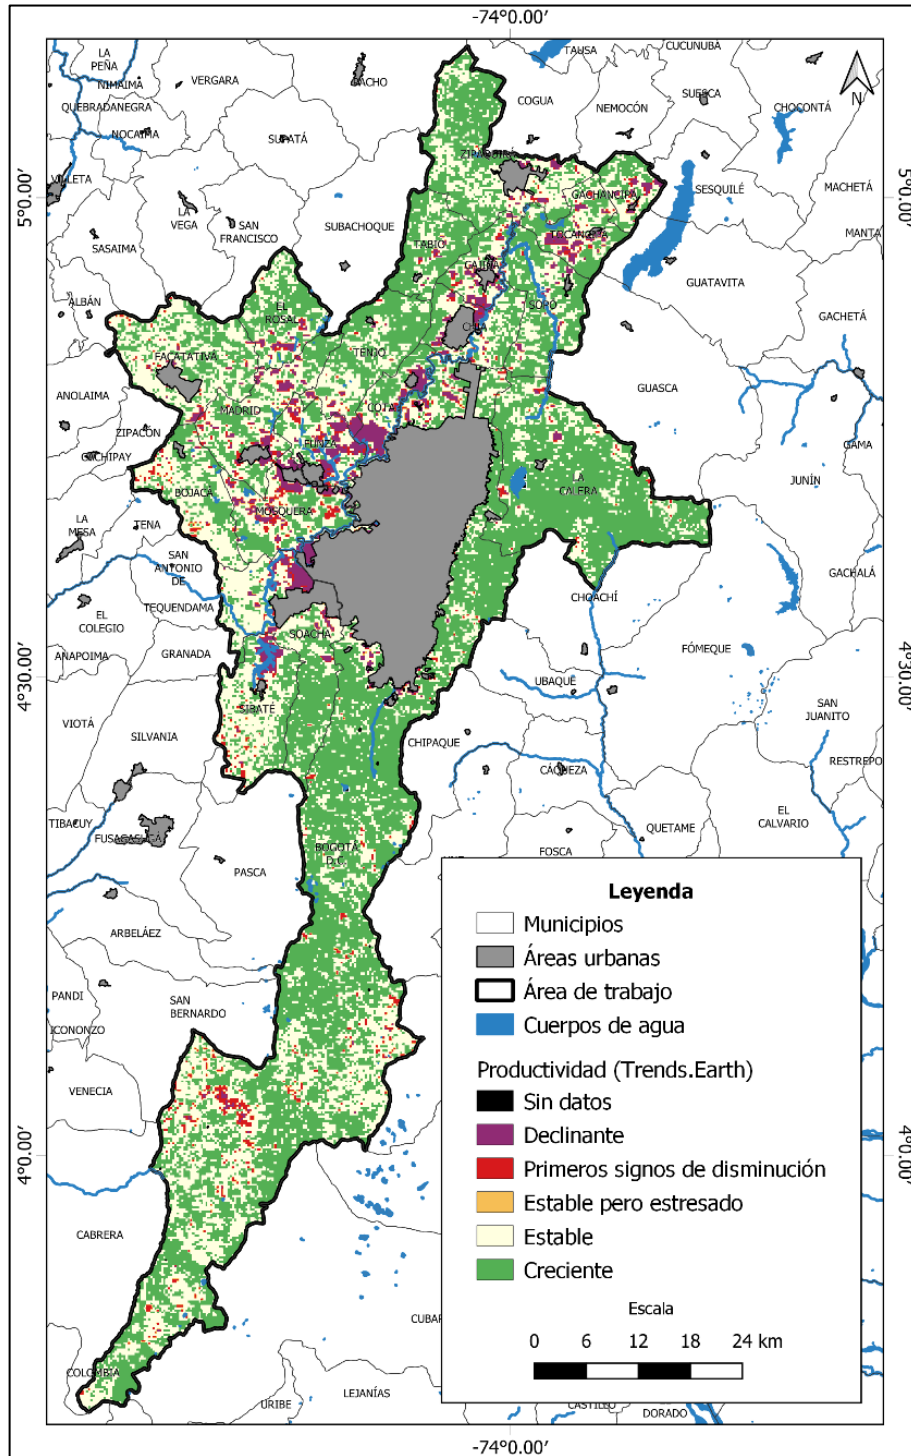 -74°0.00′
LA
PEÑA
NIMAIMA
VERGARA
PACHO
TAUSA
CUCUNUBÁ
COGUA
NEMOCÓN
SUESCA
CHOCONTÁ
QUEBRADANEGRA
NOCAIMA
SUPATÁ
N
ZIPAQUIRÁ
VILLETA
5°0.00′
5°0.00′
GACHANCIPÁ
SESQUILÉ
MACHETÁ
LA
VEGA
SAN
FRANCISCO
SUBACHOQUE
TOCANCIPÁ
MANTA
SASAIMA
TABIO
CAJICÁ
GUATAVITA
ALBÁN
EL
ROSAL
SOPÓ
GACHETÁ
CHÍA
TENJO
FACATATIVÁ
GUASCA
ANOLAIMA
MADRID
COTA
ZIPACÓN
FUNZA
GAMA
CACHIPAY
LA
CALERA
JUNÍN
BOJACÁ
MOSQUERA
LA
MESA
TENA
SAN
ANTONIO
DE
TEQUENDAMA
GACHALÁ
CHOACHÍ
EL
COLEGIO
SOACHA
ANAPOIMA
GRANADA
FÓMEQUE
4°30.00′
4°30.00′
UBAQUE
SIBATÉ
SAN
JUANITO
VIOTÁ
SILVANIA
CHIPAQUE
CÁQUEZA
RESTREPO
TIBACUY
FUSAGASUGÁ
EL
CALVARIO
QUETAME
BOGOTÁ
D.C.
FOSCA
PASCA
ARBELÁEZ
PANDI
SAN
BERNARDO
ICONONZO
VENECIA
4°0.00′
4°0.00′
CABRERA
CUBAR
COLOMBIA
URIBE
LEJANÍAS
CASTILLO
DORADO
Leyenda
Municipios
Áreas urbanas
Área de trabajo
Cuerpos de agua
Productividad (Trends.Earth)
Sin datos
Declinante
Primeros signos de disminución
Estable pero estresado
Estable
Creciente
Escala
0 6 12 18 24 km
-74°0.00′